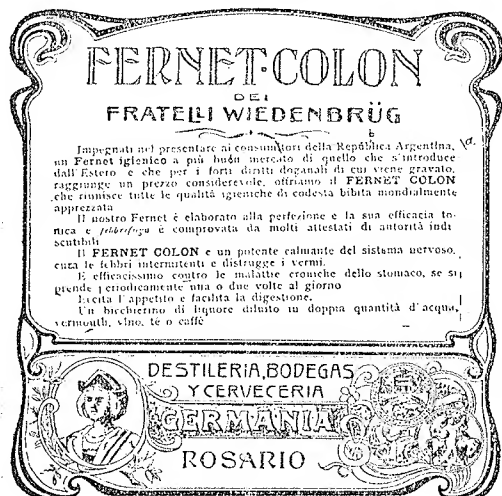 FERNET·COLON
DEI
FRATELLI WIEDENBRÜG
Impegnati nel presentare ai consumitori della República Argentina,
un Fernet igienico a più buon mercato di quello che s'introduce
dall'Estero e che per i forti diritti doganali di cui viene gravato,
raggiunge un prezzo considerevole, offriamo il FERNET COLON
che riunisce tutte le qualità igieniche di codesta bibita mondialmente
apprezzata
Il nostro Fernet è elaborato alla perfezione e la sua efficacia to-
nica e febbrifuga è comprovata da molti attestati di autorità indi
scutibili
Il FERNET COLON e un potente calmante del sistema nervoso,
cura le febbri intermitenti e distrugge i vermi.
E efficacissimo contro le malattie croniche dello stomaco, se si
prende periodicamente una o due volte al giorno
Eccita l'appetito e facilita la digestione.
Un bicchierino di liquore diluito in doppia quantità d'acqua,
vermouth, vino, té o caffè
DESTILERIA, BODEGAS
Y CERVECERIA
GERMANIA
ROSARIO